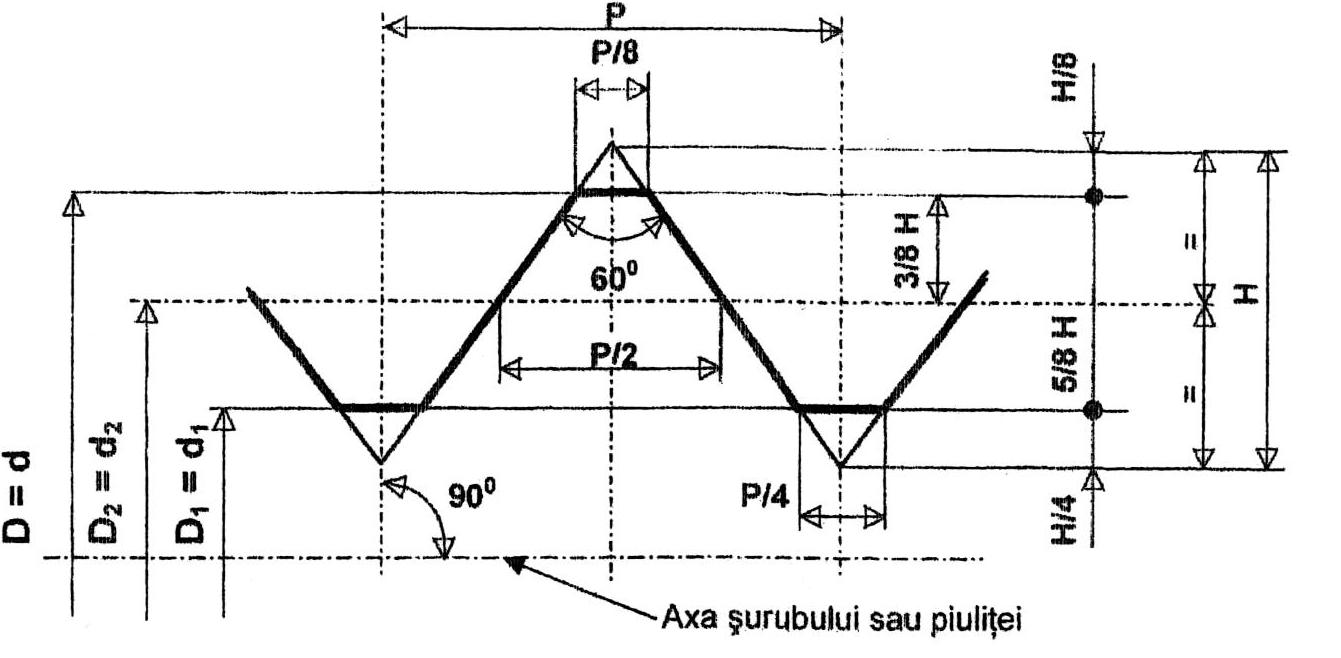 P
P/8
H/8
3/8 H
=
H
60⁰
P/2
5/8 H
=
D = d
D₂ = d₂
D₁ = d₁
90⁰
P/4
H/4
Axa şurubului sau piuliţei